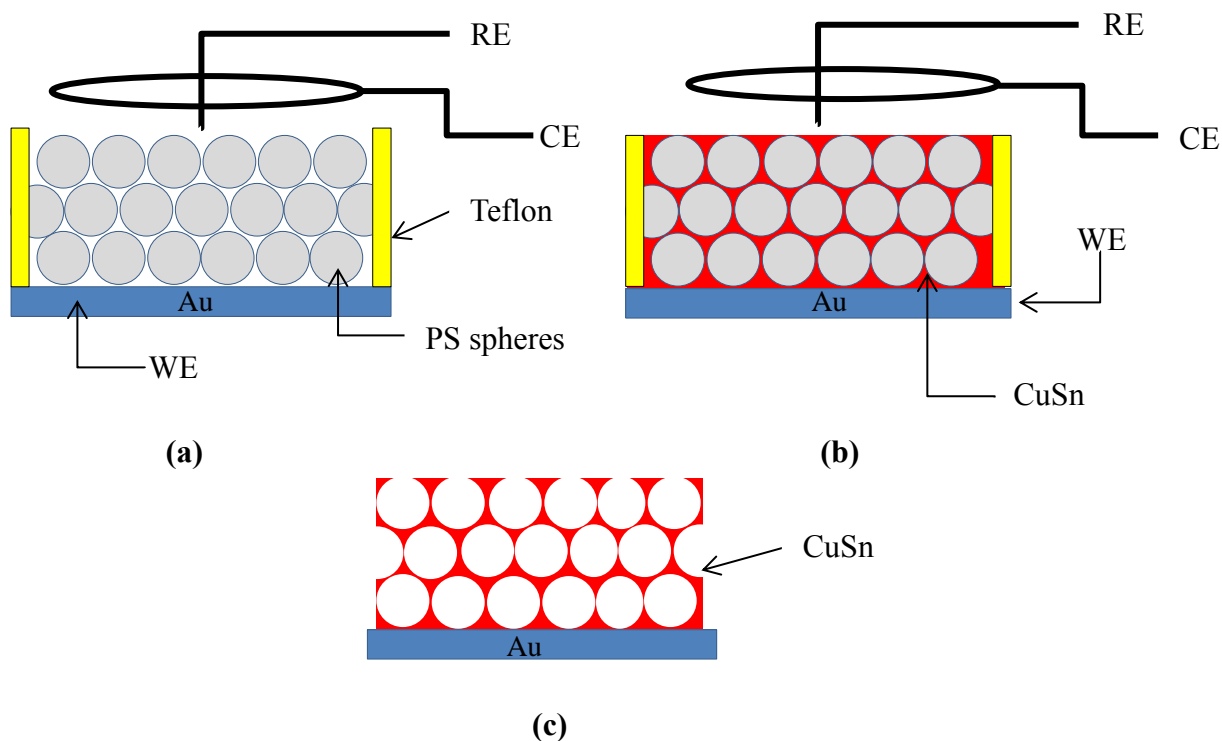 RE
CE
Teflon
Au
PS spheres
WE
(a)
RE
CE
WE
Au
CuSn
(b)
CuSn
Au
(c)